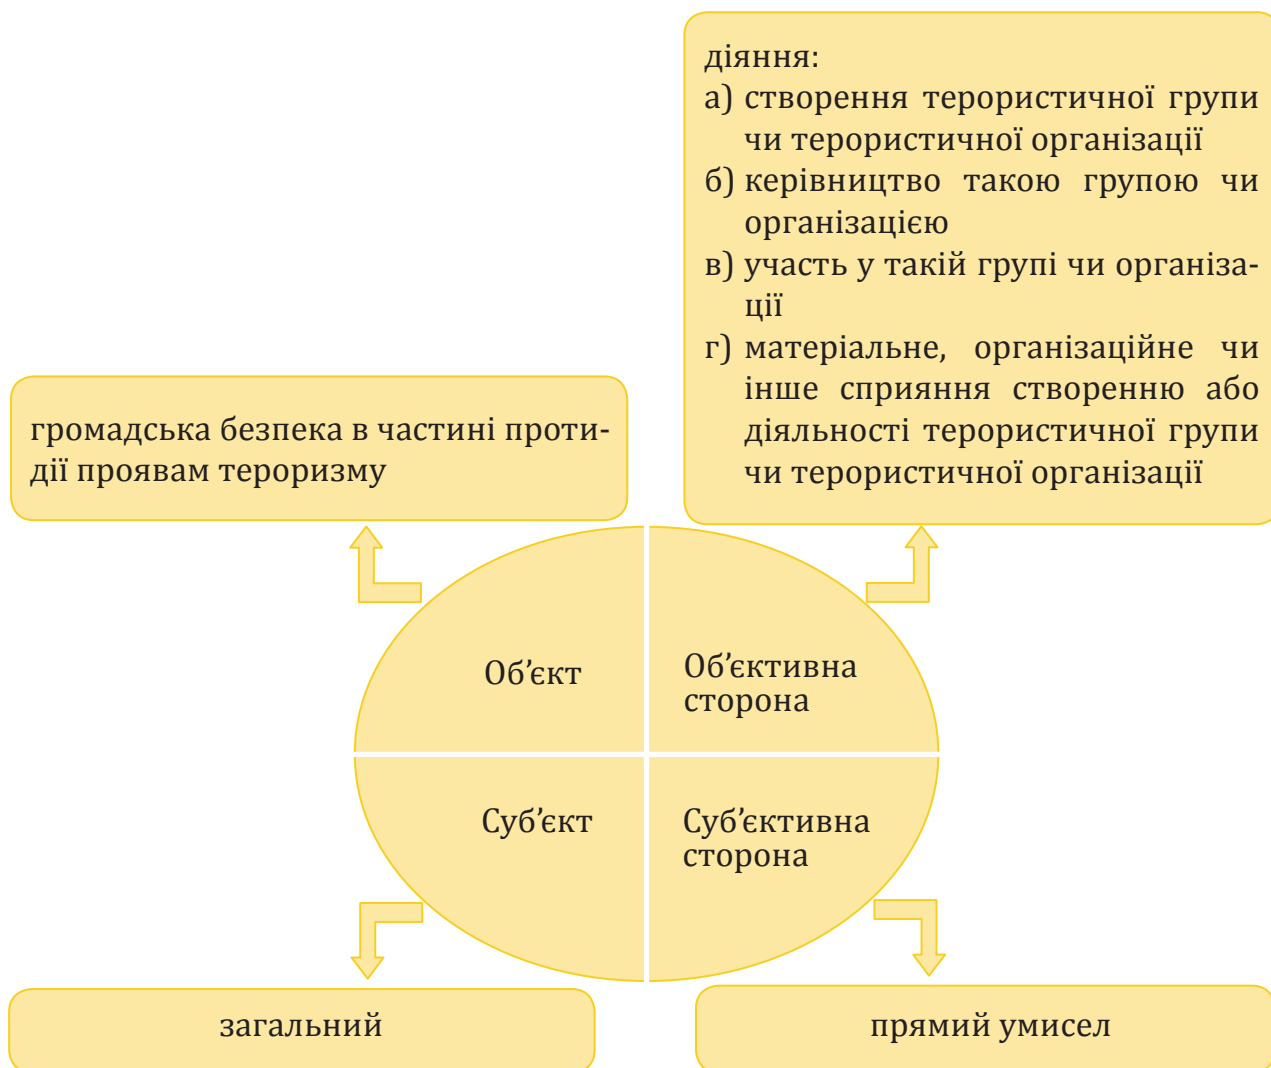 діяння:
а) створення терористичної групи
чи терористичної організації
б) керівництво такою групою чи
організацією
в) участь у такій групі чи організа-
ції
г) матеріальне, організаційне чи
інше сприяння створенню або
діяльності терористичної групи
чи терористичної організації
громадська безпека в частині проти-
дії проявам тероризму
Об’єкт
Об’єктивна
сторона
Суб’єкт
Суб’єктивна
сторона
загальний
прямий умисел